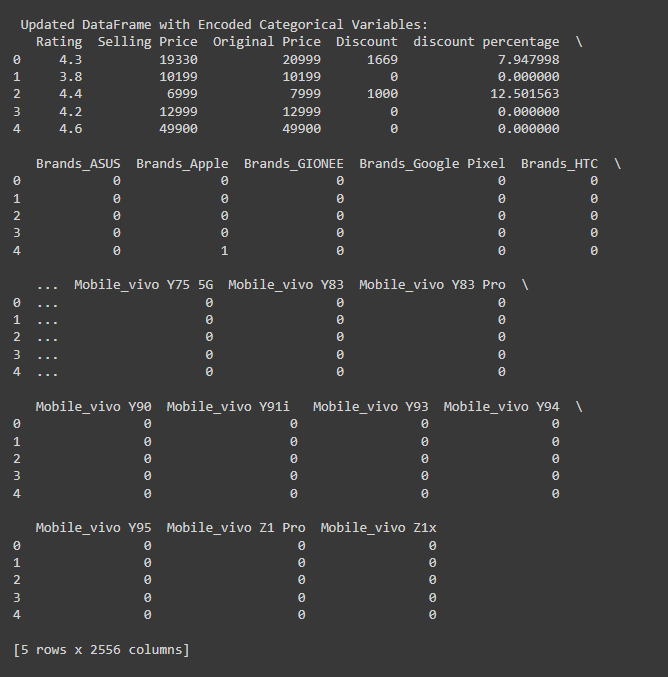 Updated DataFrame with Encoded Categorical Variables:
   Rating  Selling Price  Original Price  Discount  discount percentage  \
0     4.3          19330           20999      1669             7.947998
1     3.8          10199           10199         0             0.000000
2     4.4           6999            7999      1000            12.501563
3     4.2          12999           12999         0             0.000000
4     4.6          49900           49900         0             0.000000
   Brands_ASUS  Brands_Apple  Brands_GIONEE  Brands_Google Pixel  Brands_HTC  \
0            0             0              0                    0           0
1            0             0              0                    0           0
2            0             0              0                    0           0
3            0             0              0                    0           0
4            0             1              0                    0           0
   ...  Mobile_vivo Y75 5G  Mobile_vivo Y83  Mobile_vivo Y83 Pro  \
0  ...                   0                0                    0
1  ...                   0                0                    0
2  ...                   0                0                    0
3  ...                   0                0                    0
4  ...                   0                0                    0
   Mobile_vivo Y90  Mobile_vivo Y91i  Mobile_vivo Y93  Mobile_vivo Y94  \
0                0                 0                0                0
1                0                 0                0                0
2                0                 0                0                0
3                0                 0                0                0
4                0                 0                0                0
   Mobile_vivo Y95  Mobile_vivo Z1 Pro  Mobile_vivo Z1x
0                0                   0                0
1                0                   0                0
2                0                   0                0
3                0                   0                0
4                0                   0                0
[5 rows x 2556 columns]